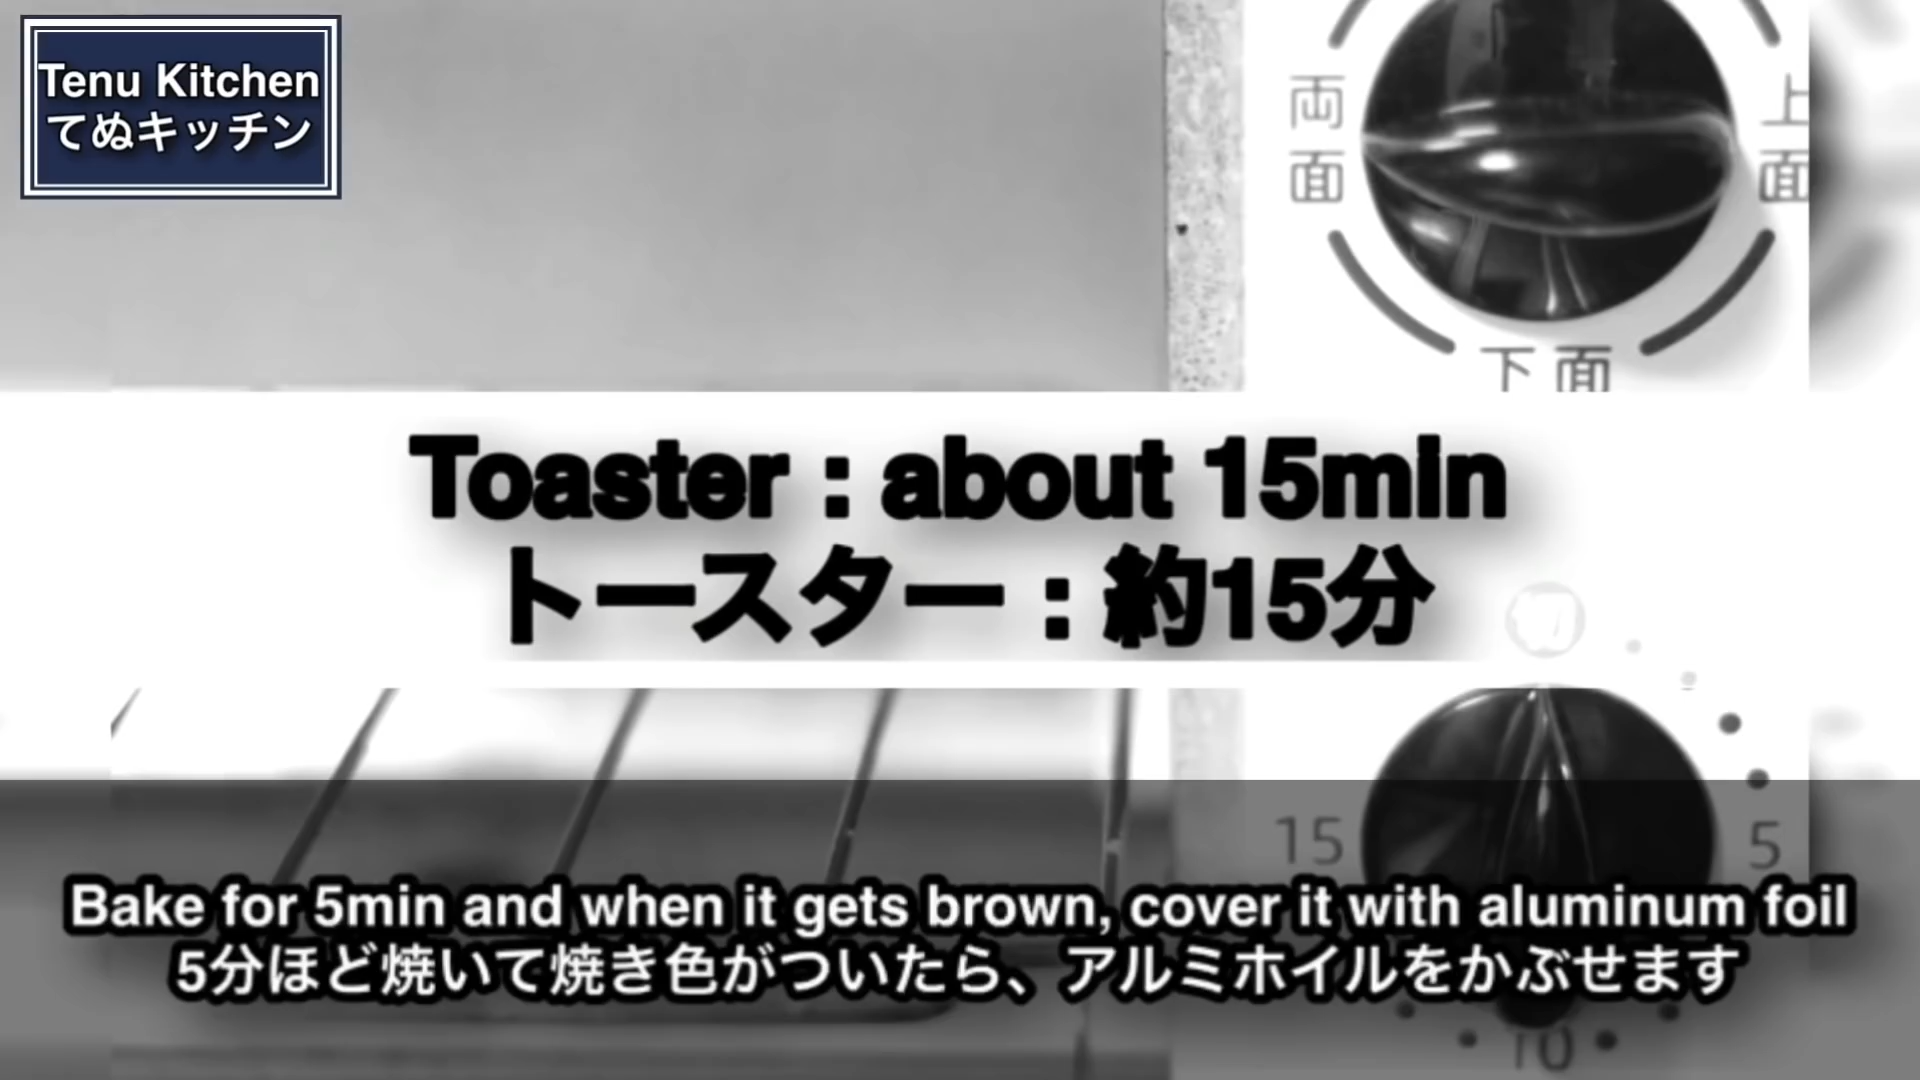 Tenu Kitchen
てぬキッチン
両面
上面
下面
Toaster : about 15min
トースター：約15分
15
5
10
Bake for 5min and when it gets brown, cover it with aluminum foil
5分ほど焼いて焼き色がついたら、アルミホイルをかぶせます